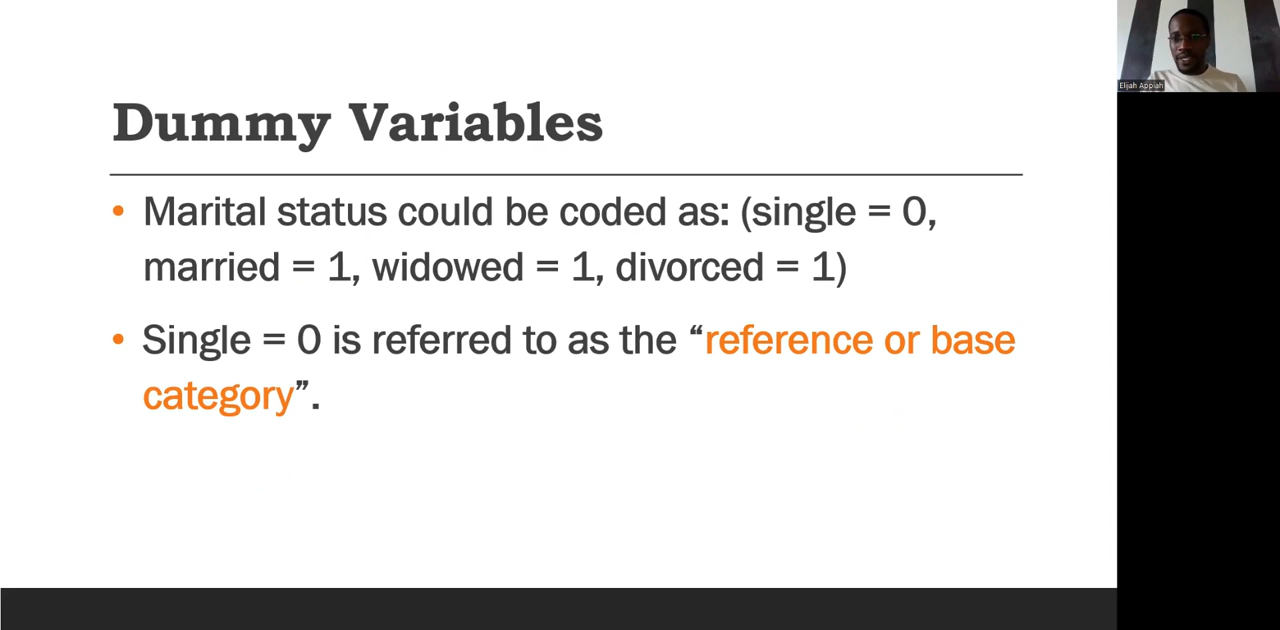 Dummy Variables
• Marital status could be coded as: (single = 0,
married = 1, widowed = 1, divorced = 1)
• Single = 0 is referred to as the “reference or base
category”.
Elijah Appiah